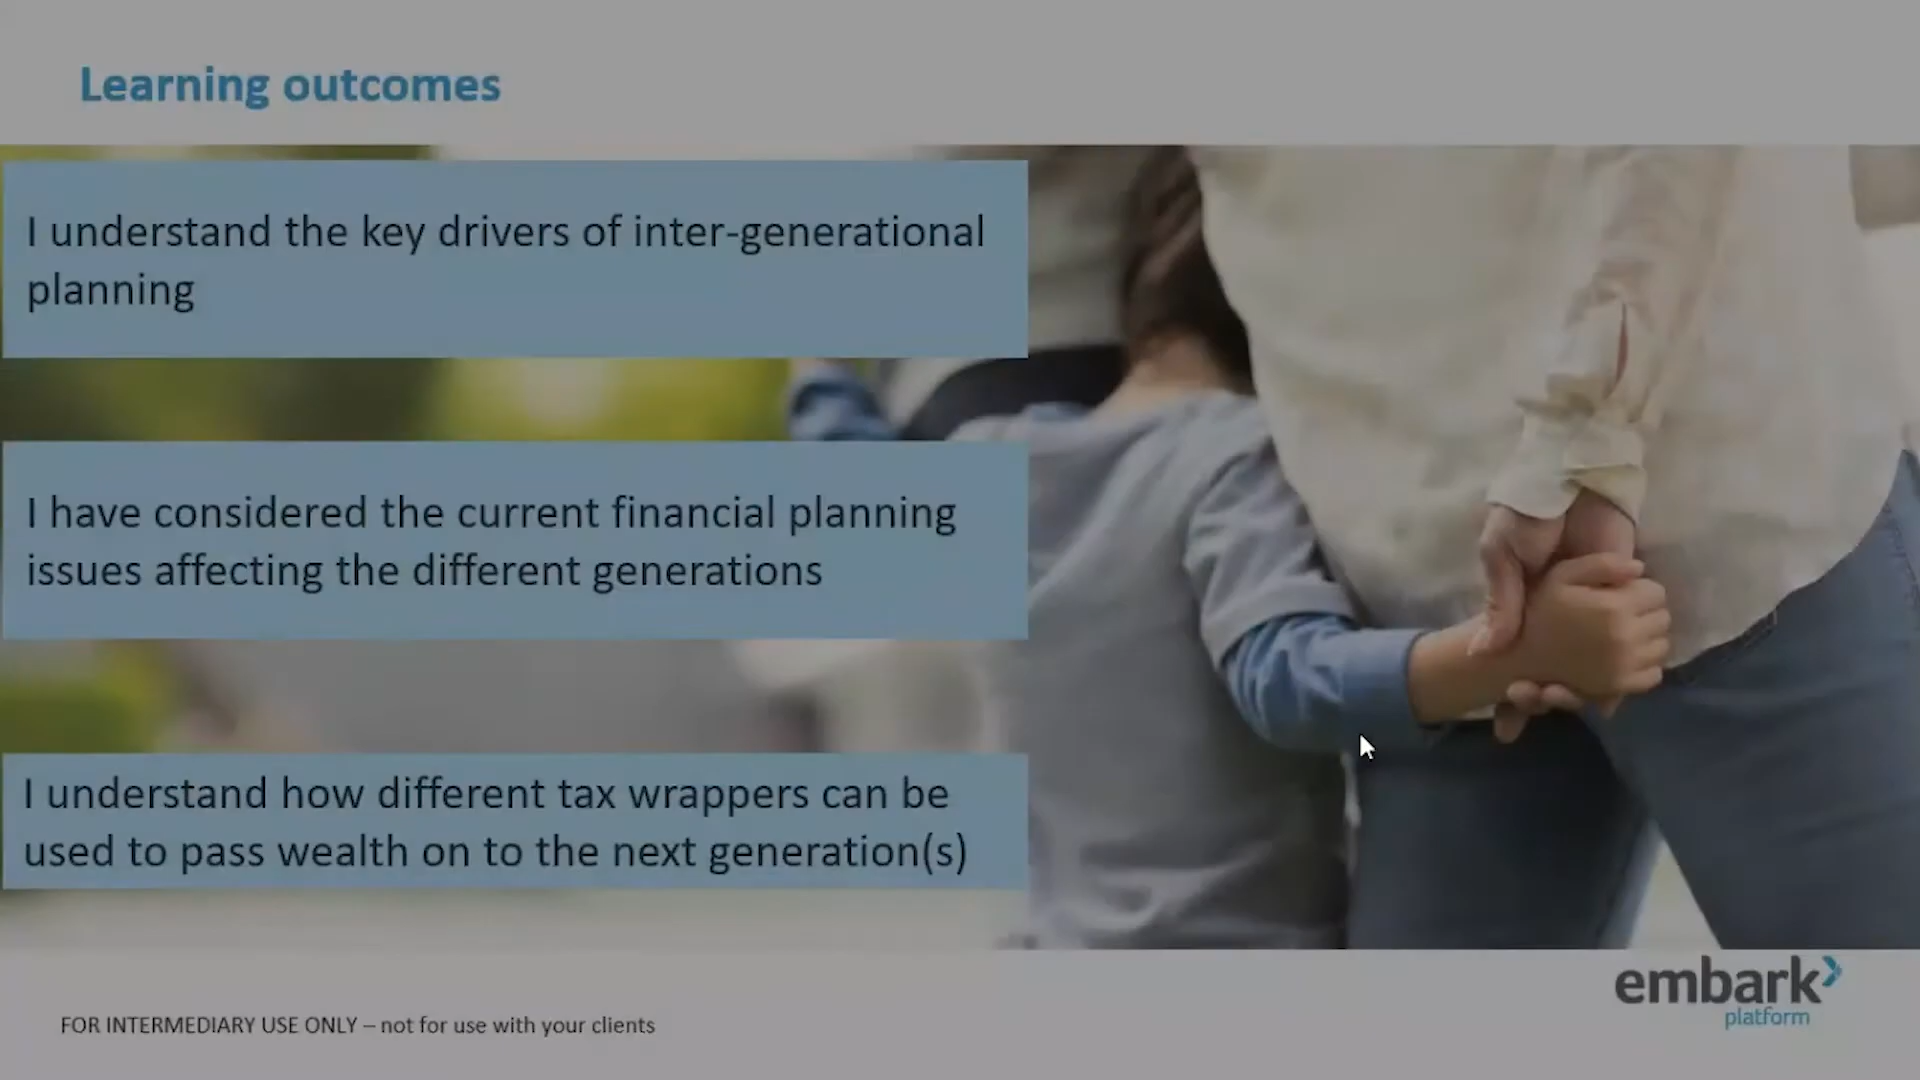 Learning outcomes
I understand the key drivers of inter-generational
planning
I have considered the current financial planning
issues affecting the different generations
I understand how different tax wrappers can be
used to pass wealth on to the next generation(s)
embark
platform
FOR INTERMEDIARY USE ONLY – not for use with your clients